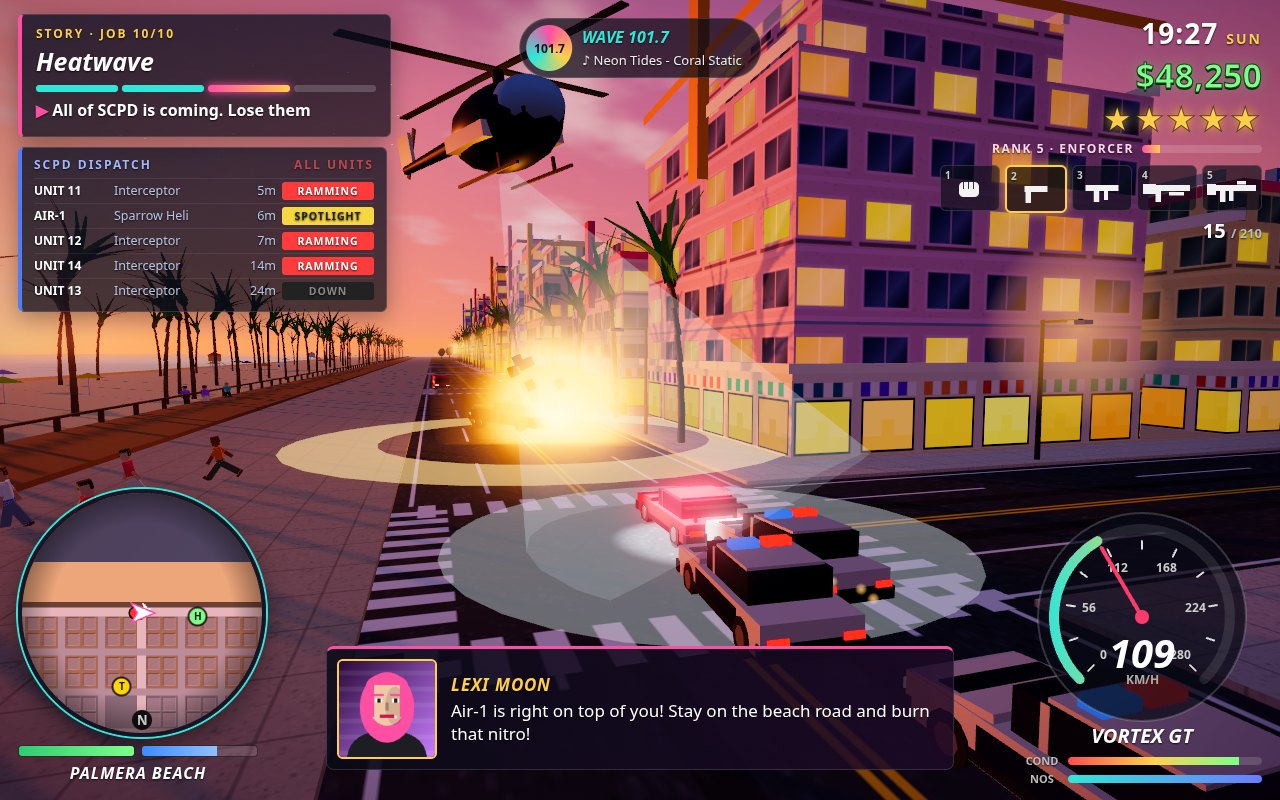 STORY · JOB 10/10
Heatwave
▶ All of SCPD is coming. Lose them
SCPD DISPATCH ALL UNITS
UNIT 11 Interceptor 5m RAMMING
AIR-1 Sparrow Heli 6m SPOTLIGHT
UNIT 12 Interceptor 7m RAMMING
UNIT 14 Interceptor 14m RAMMING
UNIT 13 Interceptor 24m DOWN
101.7
WAVE 101.7
♪ Neon Tides - Coral Static
19:27 SUN
$48,250
RANK 5 · ENFORCER
1 2 3 4 5
15 / 210
H
T
N
PALMERA BEACH
LEXI MOON
Air-1 is right on top of you! Stay on the beach road and burn
that nitro!
0 56 112 168 224 280
109
KM/H
VORTEX GT
COND
NOS